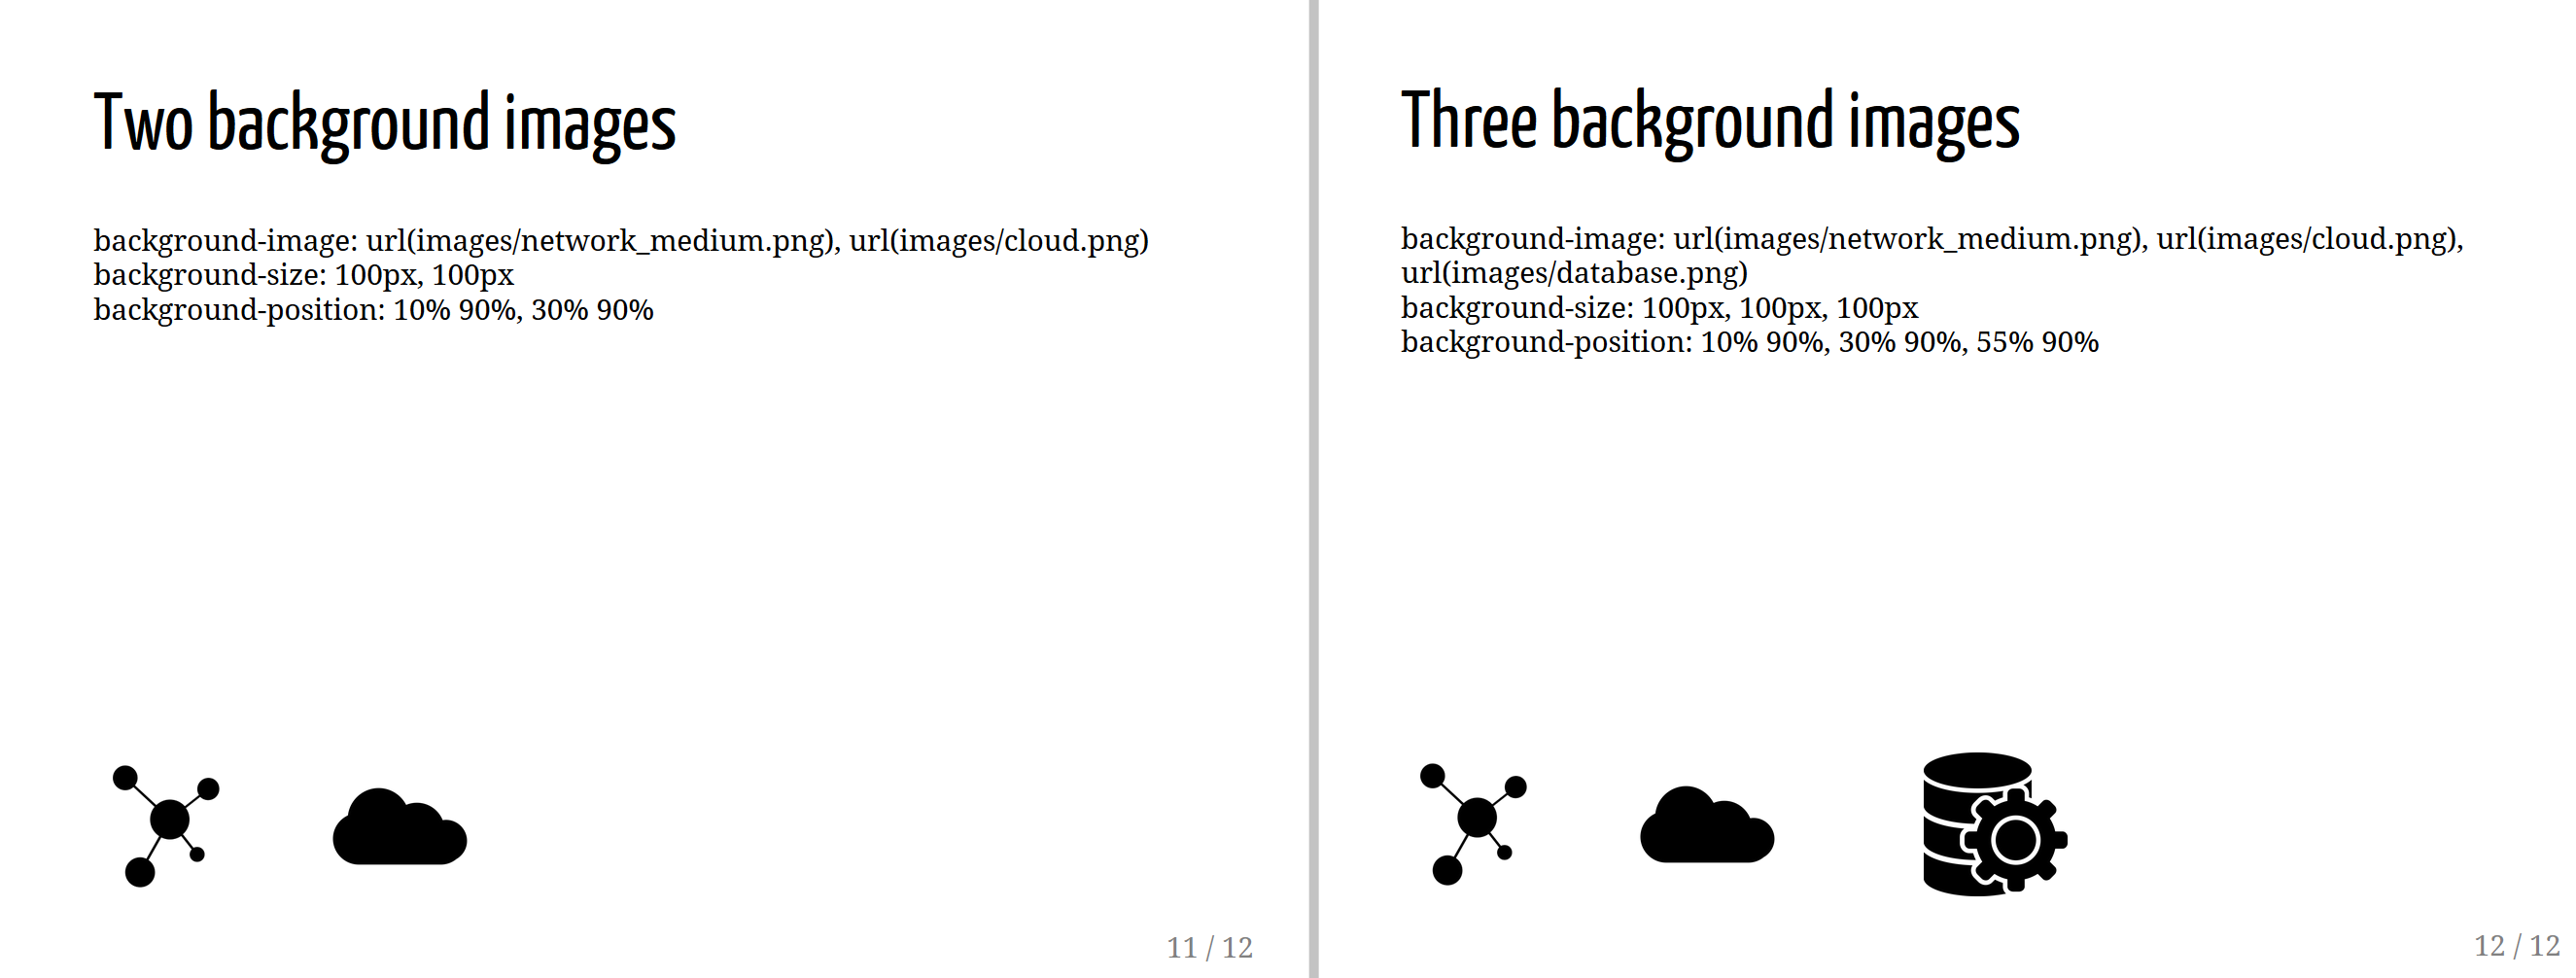 Two background images
background-image: url(images/network_medium.png), url(images/cloud.png)
background-size: 100px, 100px
background-position: 10% 90%, 30% 90%
11 / 12
Three background images
background-image: url(images/network_medium.png), url(images/cloud.png),
url(images/database.png)
background-size: 100px, 100px, 100px
background-position: 10% 90%, 30% 90%, 55% 90%
12 / 12